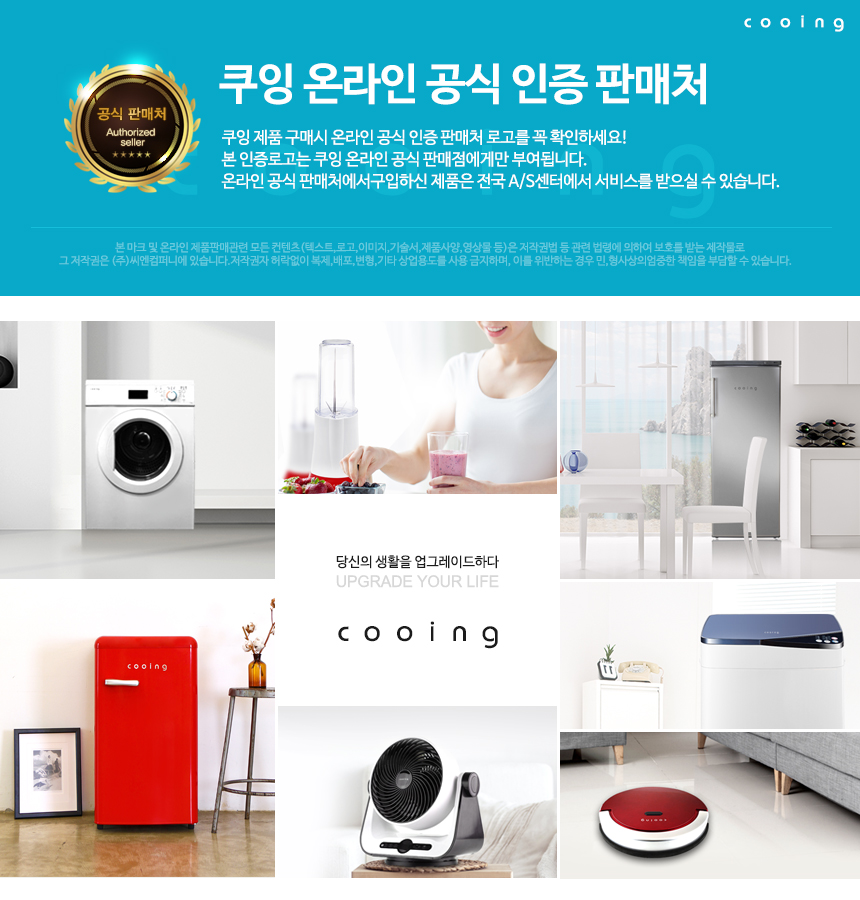 cooing
쿠잉 온라인 공식 인증 판매처
공식 판매처
Authorized
seller
쿠잉 제품 구매시 온라인 공식 인증 판매처 로고를 꼭 확인하세요!
본 인증로고는 쿠잉 온라인 공식 판매점에게만 부여됩니다.
온라인 공식 판매처에서구입하신 제품은 전국 A/S센터에서 서비스를 받으실 수 있습니다.
본 마크 및 온라인 제품판매관련 모든 컨텐츠(텍스트,로고,이미지,기술서,제품사양,영상물 등)은 저작권법 등 관련 법령에 의하여 보호를 받는 제작물로
그 저작권은 (주)씨엔컴퍼니에 있습니다.저작권자 허락없이 복제,배포,변형,기타 상업용도를 사용 금지하며, 이를 위반하는 경우 민,형사상의엄중한 책임을 부담할 수 있습니다.
cooing
당신의 생활을 업그레이드하다
UPGRADE YOUR LIFE
cooing
cooing